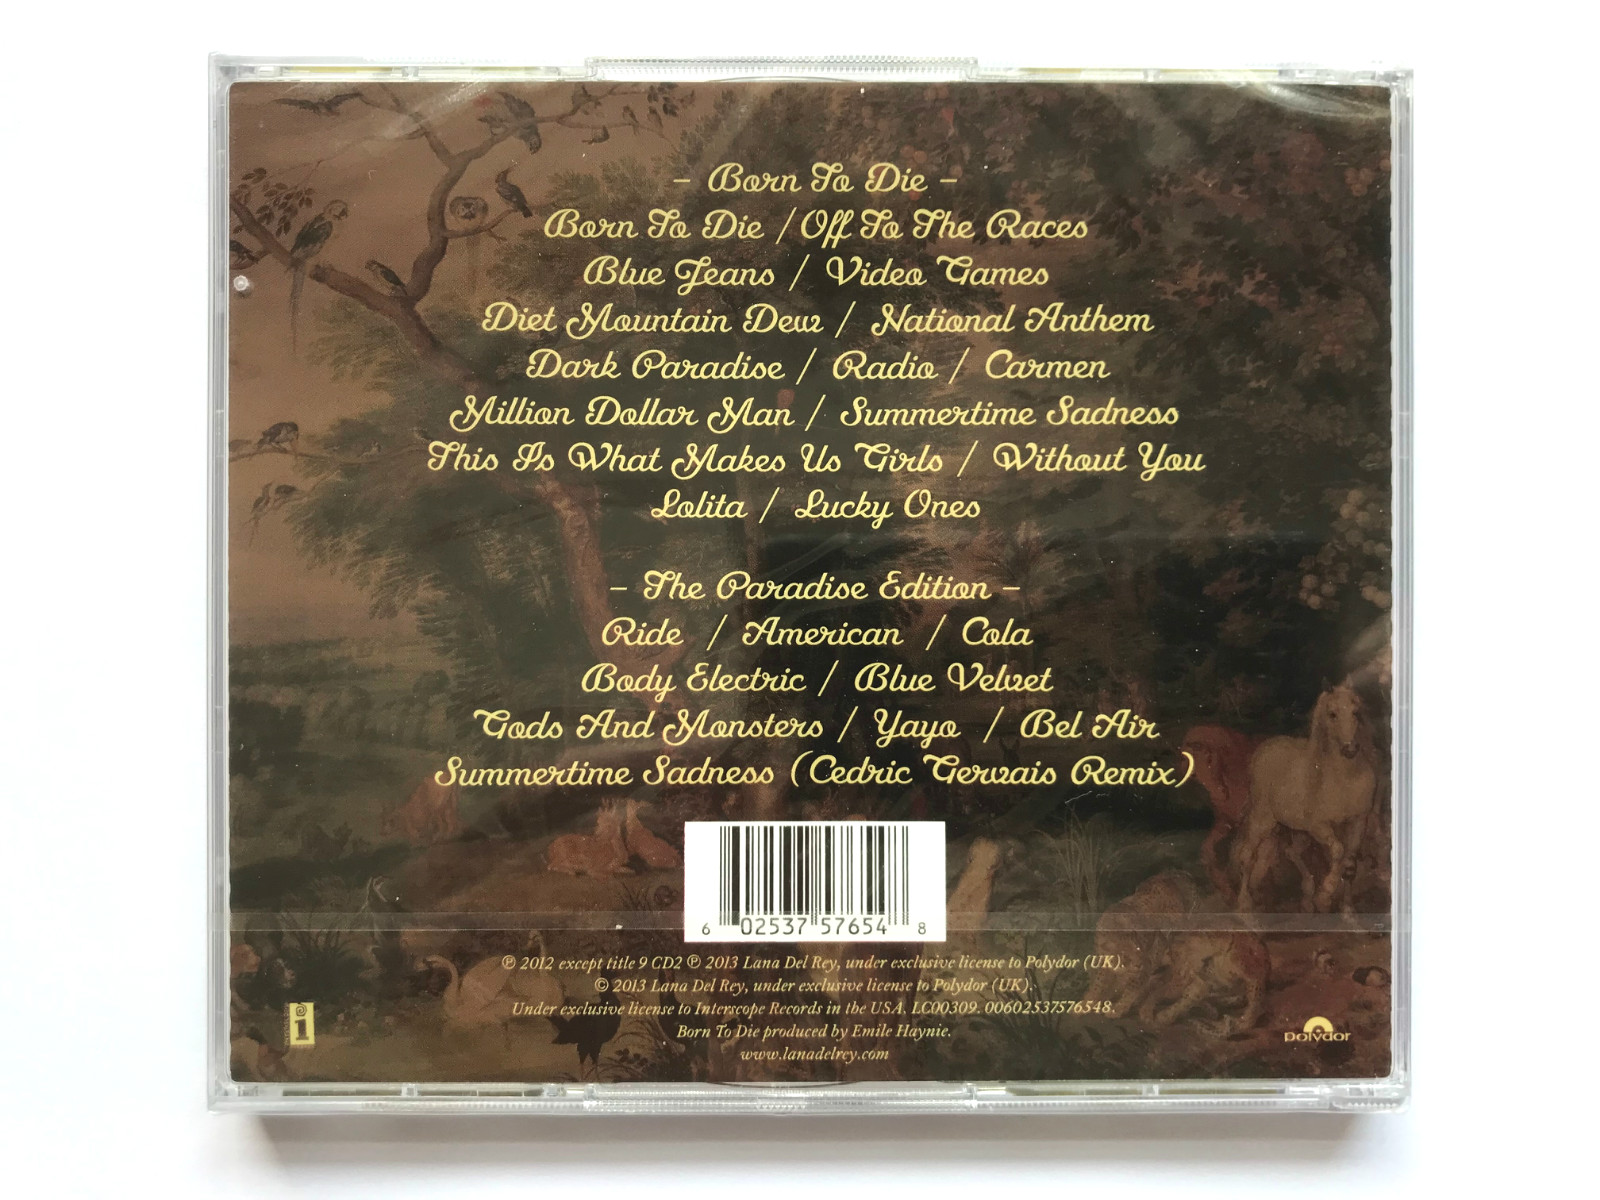 – Born To Die –
Born To Die / Off To The Races
Blue Jeans / Video Games
Diet Mountain Dew / National Anthem
Dark Paradise / Radio / Carmen
Million Dollar Man / Summertime Sadness
This Is What Makes Us Girls / Without You
Lolita / Lucky Ones
– The Paradise Edition –
Ride / American / Cola
Body Electric / Blue Velvet
Gods And Monsters / Yayo / Bel Air
Summertime Sadness (Cedric Gervais Remix)
6 02537 57654 8
℗ 2012 except title 9 CD2 ℗ 2013 Lana Del Rey, under exclusive license to Polydor (UK).
© 2013 Lana Del Rey, under exclusive license to Polydor (UK).
Under exclusive license to Interscope Records in the USA. LC00309. 00602537576548.
Born To Die produced by Emile Haynie.
www.lanadelrey.com
i
polydor